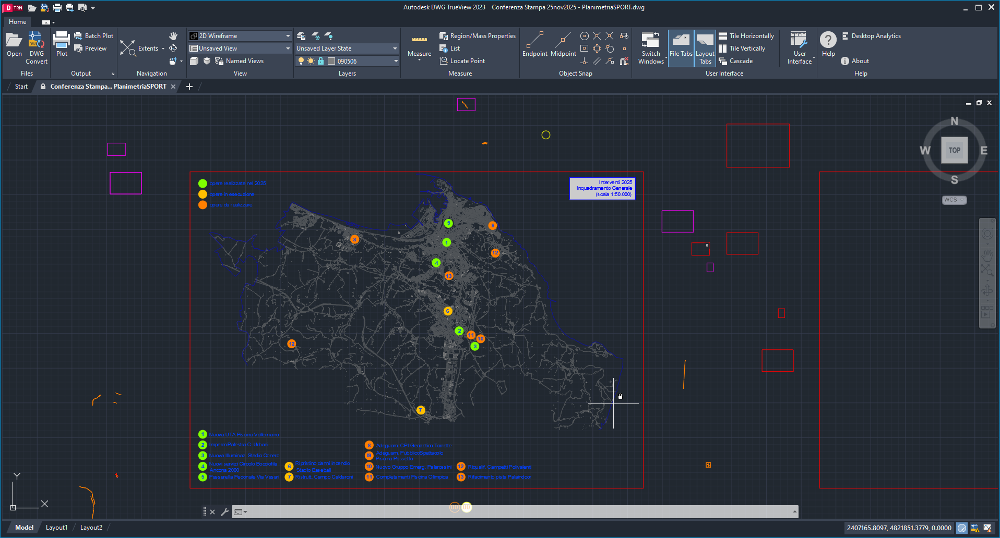 D TRW
Autodesk DWG TrueView 2023 Conferenza Stampa 25nov2025 - PlanimetriaSPORT.dwg
Home
Open
DWG Convert
Files
Plot
Batch Plot
Preview
Output
Extents
Navigation
2D Wireframe
Unsaved View
Named Views
View
Unsaved Layer State
090506
Layers
Measure
Region/Mass Properties
List
Locate Point
Measure
Endpoint
Midpoint
Object Snap
Switch Windows
File Tabs
Layout Tabs
Tile Horizontally
Tile Vertically
Cascade
User Interface
User Interface
Help
Desktop Analytics
About
Help
Start
Conferenza Stampa... PlanimetriaSPORT
N
W
TOP
E
S
WCS
opere realizzate nel 2025
opere in esecuzione
opere da realizzare
Interventi 2025
Inquadramento Generale
(scala 1:50.000)
5
9
8
1
12
0
4
13
6
2
11
10
12
3
7
1 Nuova UTA Piscina Vallemiano
2 Imperm.Palestra C. Urbani
3 Nuova Illuminaz. Stadio Conero
4 Nuovi servizi Circolo Bocciofila
Ancona 2000
5 Passerella Pedonale Via Vasari
6 Ripristino danni incendio
Stadio Baseball
7 Ristrutt. Campo Caldaroni
8 Adeguam. CPI Geodetico Torrette
9 Adeguam. PubblicoSpettacolo
Piscina Passetto
10 Nuovo Gruppo Emerg. Palarossini
11 Completamenti Piscina Olimpica
12 Riqualif. Campetti Polivalenti
13 Rifacimento pista Palaindoor
Y
X
00 00
Model
Layout1
Layout2
2407165.8097, 4821851.3779, 0.0000